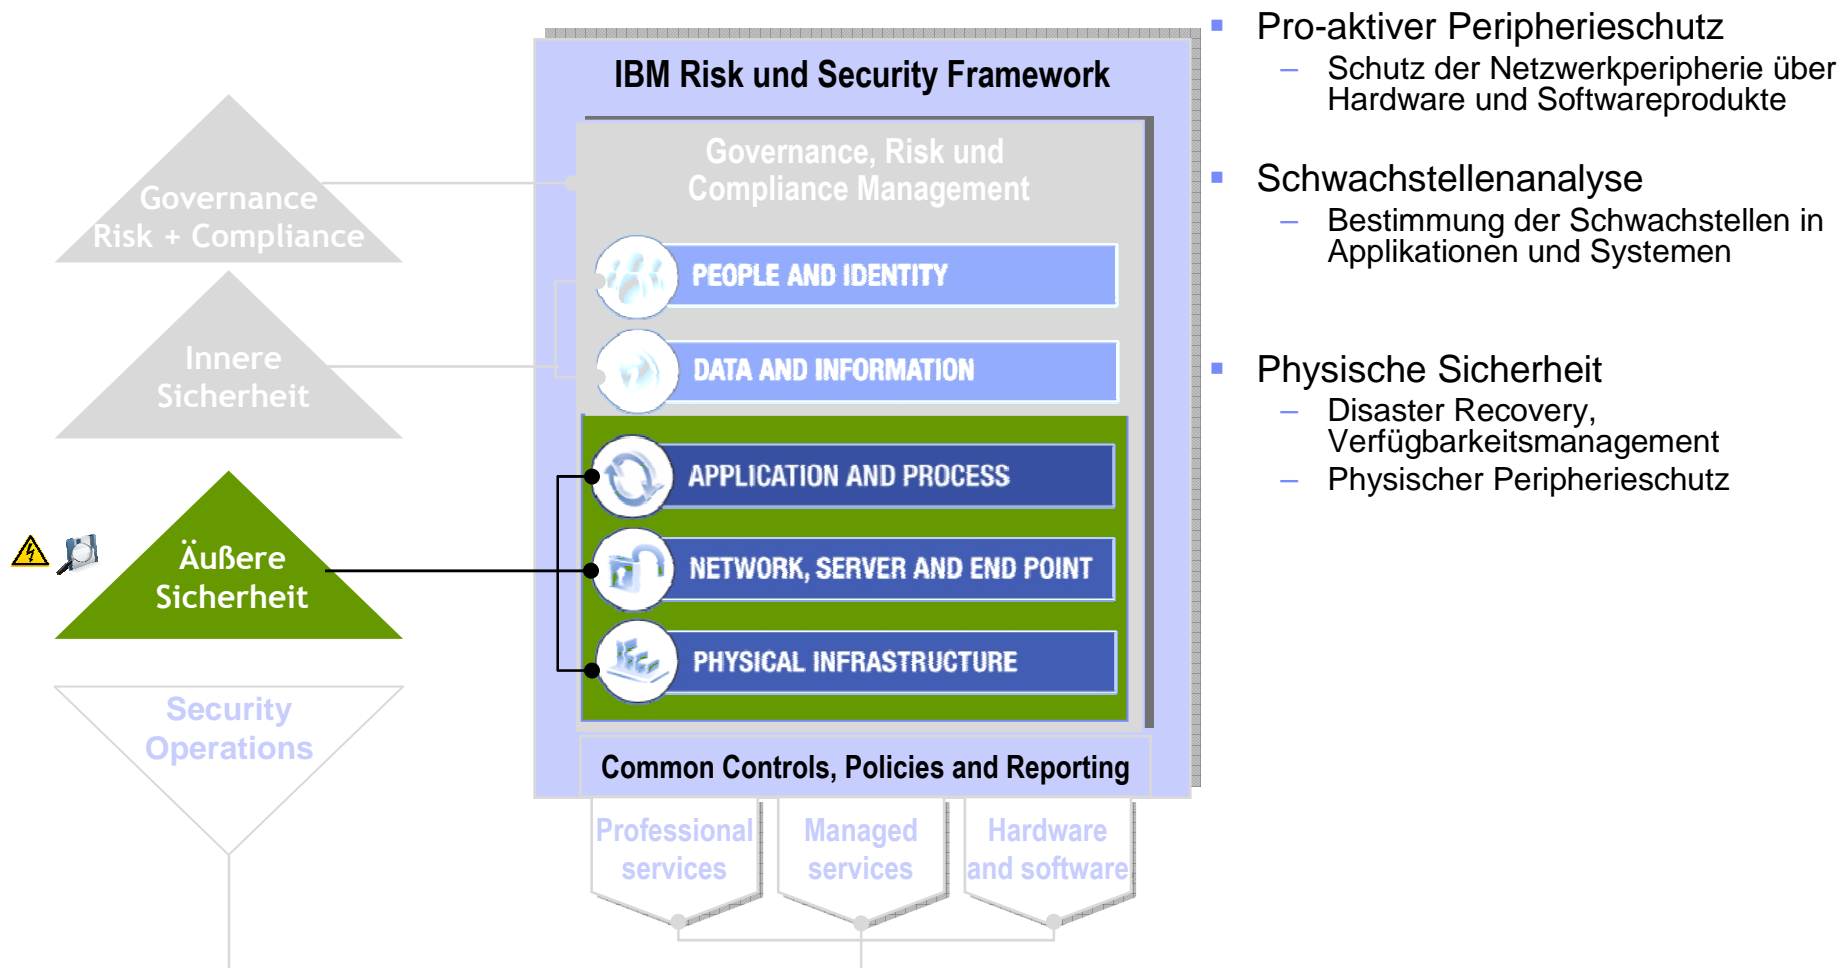 IBM Risk und Security Framework
Governance, Risk und
Compliance Management
PEOPLE AND IDENTITY
DATA AND INFORMATION
APPLICATION AND PROCESS
NETWORK, SERVER AND END POINT
PHYSICAL INFRASTRUCTURE
Common Controls, Policies and Reporting
Professional
services
Managed
services
Hardware
and software
Governance
Risk + Compliance
Innere
Sicherheit
Äußere
Sicherheit
Security
Operations
Pro-aktiver Peripherieschutz
– Schutz der Netzwerkperipherie über
Hardware und Softwareprodukte
Schwachstellenanalyse
– Bestimmung der Schwachstellen in
Applikationen und Systemen
Physische Sicherheit
– Disaster Recovery,
Verfügbarkeitsmanagement
– Physischer Peripherieschutz